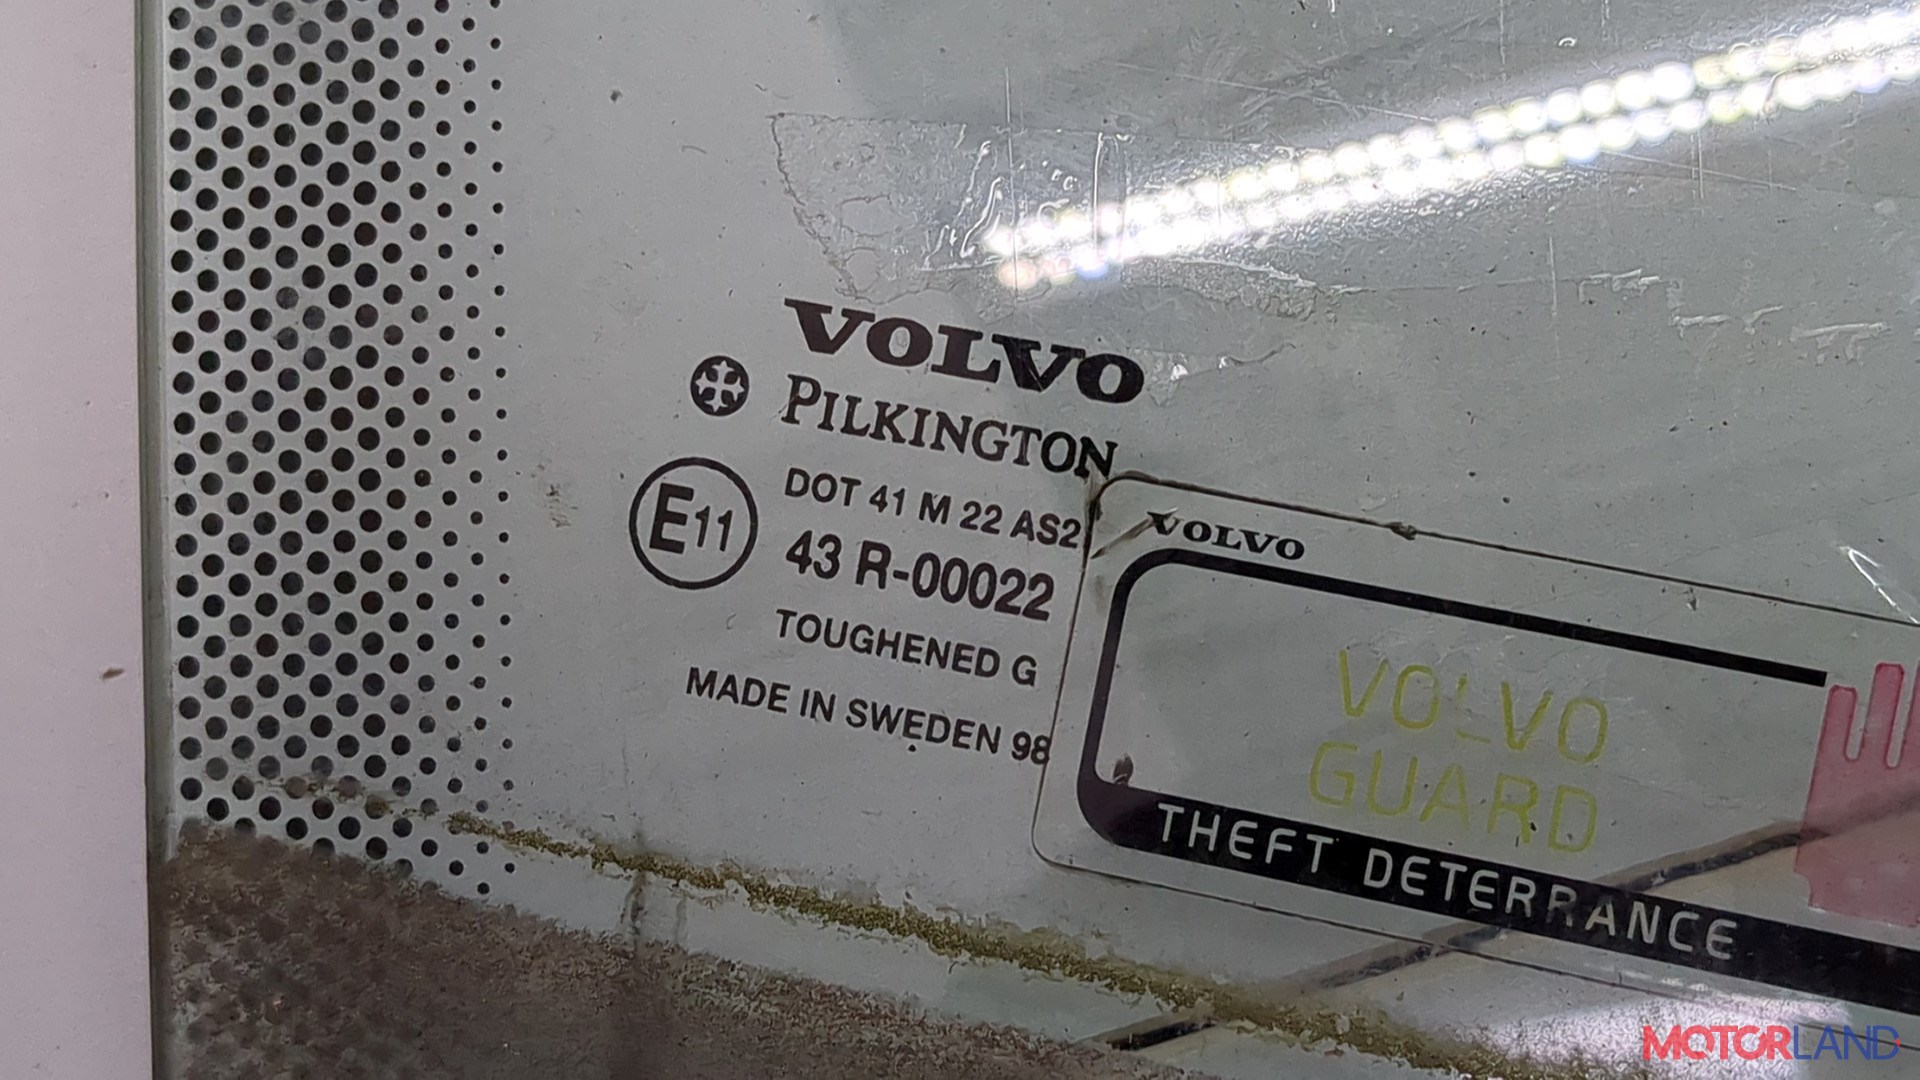 VOLVO
PILKINGTON
E11
DOT 41 M 22 AS2
43 R-00022
TOUGHENED G
MADE IN SWEDEN 98
VOLVO
VOLVO
GUARD
THEFT DETERRANCE
MOTORLAND